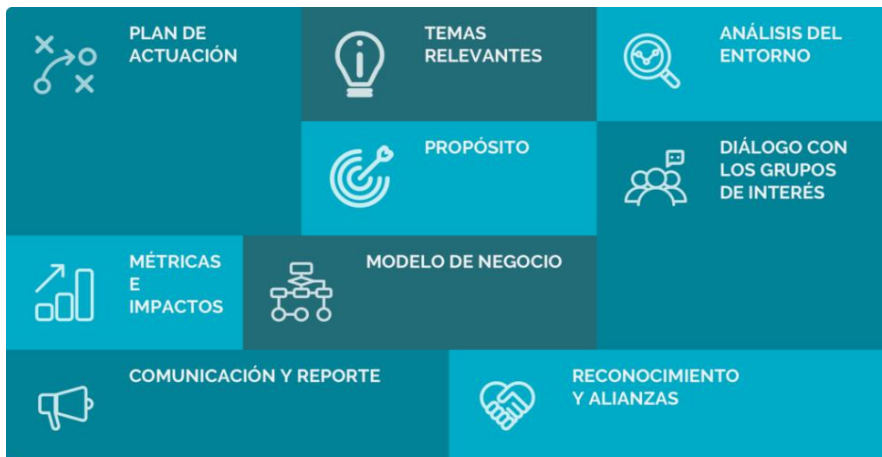 PLAN DE
ACTUACIÓN
TEMAS
RELEVANTES
ANÁLISIS DEL
ENTORNO
PROPÓSITO
DIÁLOGO CON
LOS GRUPOS
DE INTERÉS
MÉTRICAS
E
IMPACTOS
MODELO DE NEGOCIO
COMUNICACIÓN Y REPORTE
RECONOCIMIENTO
Y ALIANZAS